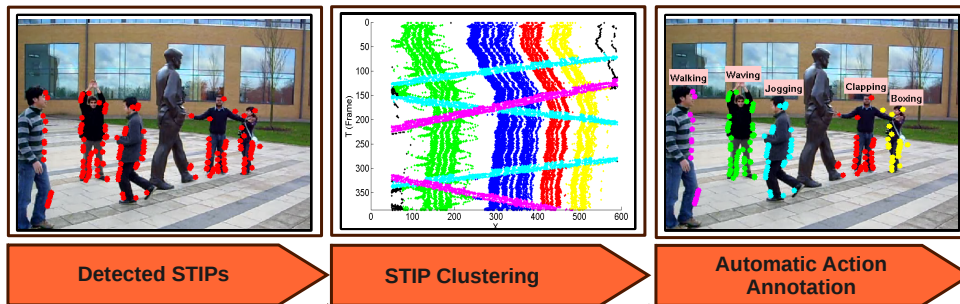 0
50
100
150
200
250
300
350
T (Frame)
0 100 200 300 400 500 600
X
Walking
Waving
Jogging
Clapping
Boxing
Detected STIPs
STIP Clustering
Automatic Action
Annotation